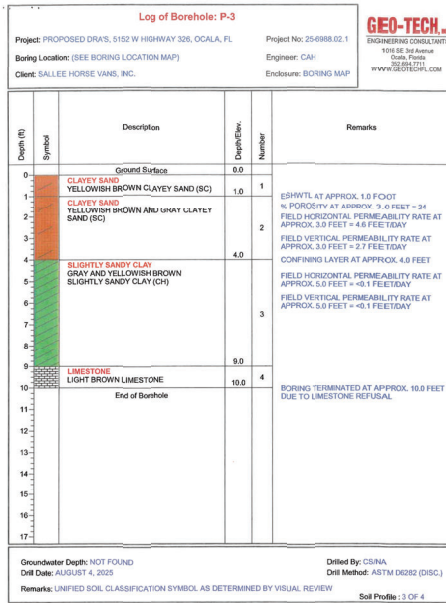 Log of Borehole: P-3
GEO-TECH,
ENGINEERING CONSULTANTS
1016 SE 3rd Avenue
Ocala, Florida
352.694.7711
WWW.GEOTECHFL.COM
Project: PROPOSED DRA'S, 5152 W HIGHWAY 326, OCALA, FL
Project No: 25-6988.02.1
Boring Location: (SEE BORING LOCATION MAP)
Engineer: CAH
Client: SALLEE HORSE VANS, INC.
Enclosure: BORING MAP
Depth (ft)
Symbol
Description
Depth/Elev.
Number
Remarks
Ground Surface
0.0
0
CLAYEY SAND
YELLOWISH BROWN CLAYEY SAND (SC)
1.0
1
1
CLAYEY SAND
YELLOWISH BROWN AND GRAY CLAYEY
SAND (SC)
4.0
2
2
3
ESHWTL AT APPROX. 1.0 FOOT
% POROSITY AT APPROX. 3.0 FEET = 34
FIELD HORIZONTAL PERMEABILITY RATE AT
APPROX. 3.0 FEET = 4.6 FEET/DAY
FIELD VERTICAL PERMEABILITY RATE AT
APPROX. 3.0 FEET = 2.7 FEET/DAY
4
SLIGHTLY SANDY CLAY
GRAY AND YELLOWISH BROWN
SLIGHTLY SANDY CLAY (CH)
9.0
3
5
6
7
8
CONFINING LAYER AT APPROX. 4.0 FEET
FIELD HORIZONTAL PERMEABILITY RATE AT
APPROX. 5.0 FEET = <0.1 FEET/DAY
FIELD VERTICAL PERMEABILITY RATE AT
APPROX. 5.0 FEET = <0.1 FEET/DAY
9
LIMESTONE
LIGHT BROWN LIMESTONE
10.0
4
10
End of Borehole
BORING TERMINATED AT APPROX. 10.0 FEET
DUE TO LIMESTONE REFUSAL
11
12
13
14
15
16
17
Groundwater Depth: NOT FOUND
Drilled By: CS/NA
Drill Date: AUGUST 4, 2025
Drill Method: ASTM D6282 (DISC.)
Remarks: UNIFIED SOIL CLASSIFICATION SYMBOL AS DETERMINED BY VISUAL REVIEW
Soil Profile: 3 OF 4